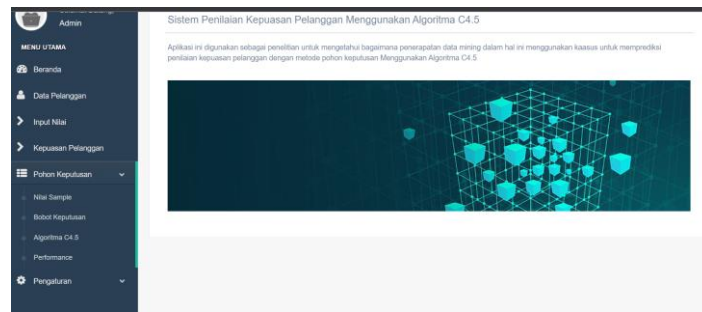 Admin
MENU UTAMA
Beranda
Data Pelanggan
Input Nilai
Kepuasan Pelanggan
Pohon Keputusan
Nilai Sample
Bobot Keputusan
Algoritma C4.5
Performance
Pengaturan
Sistem Penilaian Kepuasan Pelanggan Menggunakan Algoritma C4.5
Aplikasi ini digunakan sebagai penelitian untuk mengetahui bagaimana penerapatan data mining dalam hal ini menggunakan kaasus untuk memprediksi
penilaian kepuasan pelanggan dengan metode pohon keputusan Menggunakan Algoritma C4.5